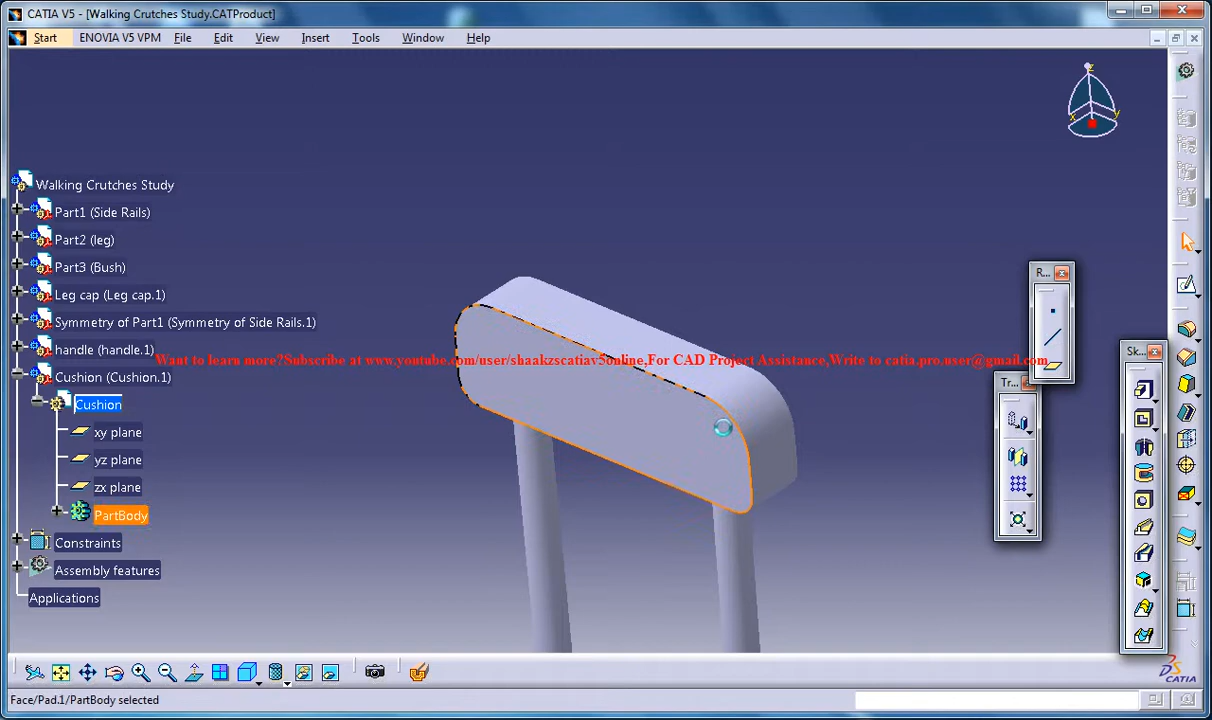 CATIA V5 - [Walking Crutches Study.CATProduct]
Start ENOVIA V5 VPM File Edit View Insert Tools Window Help
z
x y
Walking Crutches Study
Part1 (Side Rails)
Part2 (leg)
Part3 (Bush)
Leg cap (Leg cap.1)
Symmetry of Part1 (Symmetry of Side Rails.1)
handle (handle.1)
Want to learn more?Subscribe at www.youtube.com/user/shaakzscatiav5online,For CAD Project Assistance,Write to catia.pro.user@gmail.com
Cushion (Cushion.1)
Cushion
xy plane
yz plane
zx plane
PartBody
Constraints
Assembly features
Applications
R...
Sk...
Tr...
CATIA
Face/Pad.1/PartBody selected